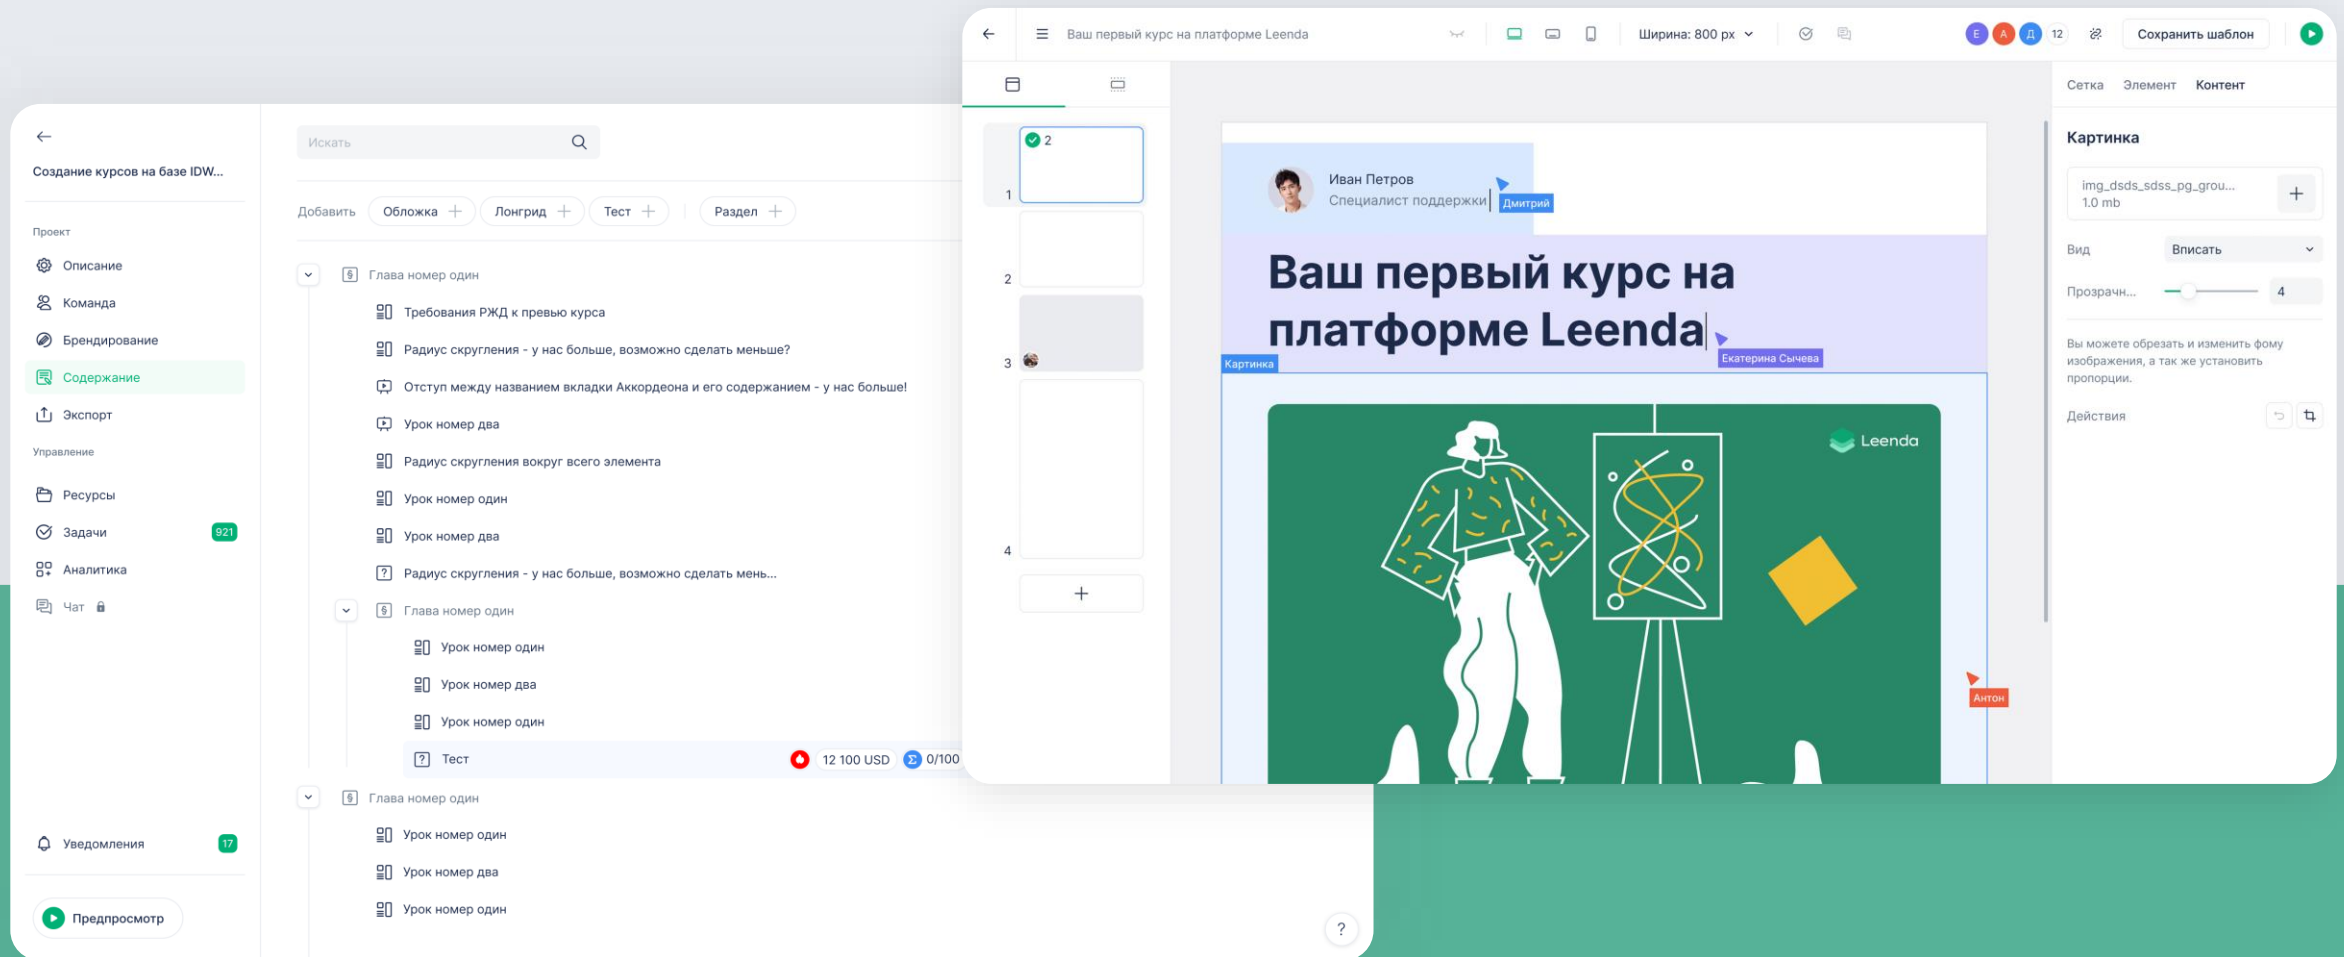 Создание курсов на базе IDW...
Проект
Описание
Команда
Брендирование
Содержание
Экспорт
Управление
Ресурсы
Задачи
921
Аналитика
Чат
Уведомления
17
Предпросмотр
Искать
Добавить
Обложка
Лонгрид
Тест
Раздел
Глава номер один
Требования РЖД к превью курса
Радиус скругления - у нас больше, возможно сделать меньше?
Отступ между названием вкладки Аккордеона и его содержанием - у нас больше!
Урок номер два
Радиус скругления вокруг всего элемента
Урок номер один
Урок номер два
Радиус скругления - у нас больше, возможно сделать мень...
Глава номер один
Урок номер один
Урок номер два
Урок номер один
Тест
12 100 USD
Σ 0/100
Глава номер один
Урок номер один
Урок номер два
Урок номер один
?
Ваш первый курс на платформе Leenda
Ширина: 800 px
Е
А
Д
12
Сохранить шаблон
2
1
2
3
4
Иван Петров
Специалист поддержки
Дмитрий
Ваш первый курс на
платформе Leenda
Екатерина Сычева
Картинка
Leenda
Антон
Сетка
Элемент
Контент
Картинка
img_dsds_sdss_pg_grou...
1.0 mb
Вид
Вписать
Прозрачн...
4
Вы можете обрезать и изменить фому
изображения, а так же установить
пропорции.
Действия